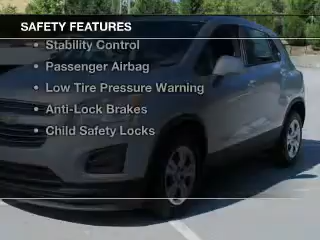 SAFETY FEATURES
• Stability Control
• Passenger Airbag
• Low Tire Pressure Warning
• Anti-Lock Brakes
• Child Safety Locks